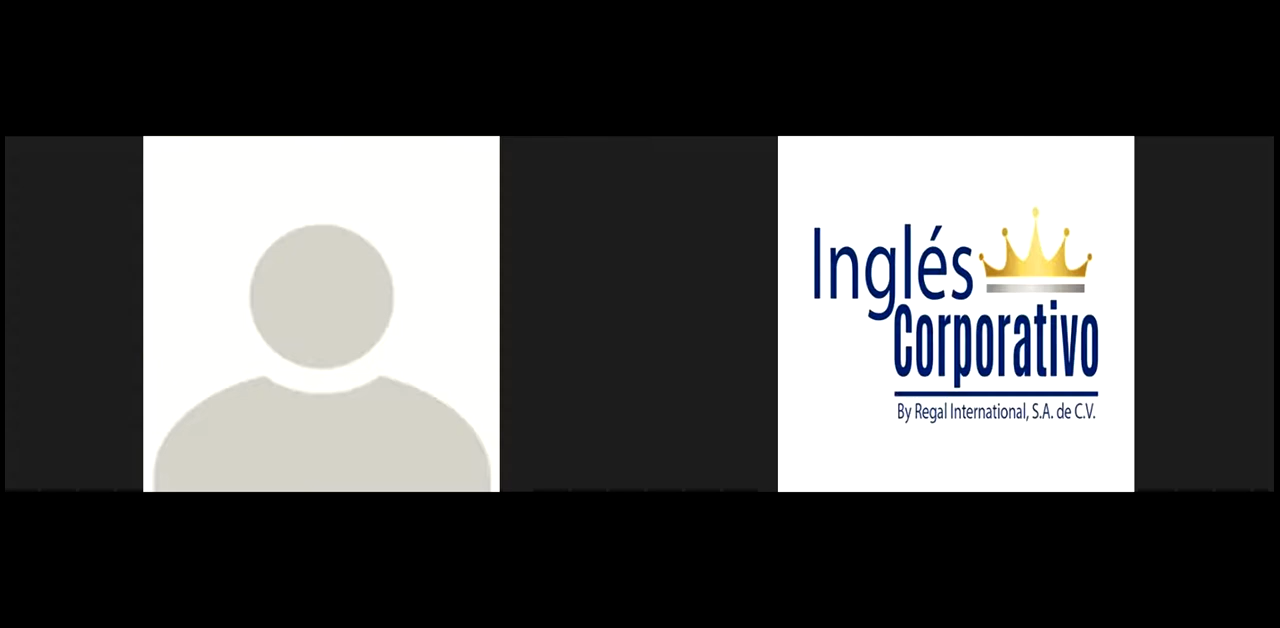 Inglés
Corporativo
By Regal International, S.A. de C.V.